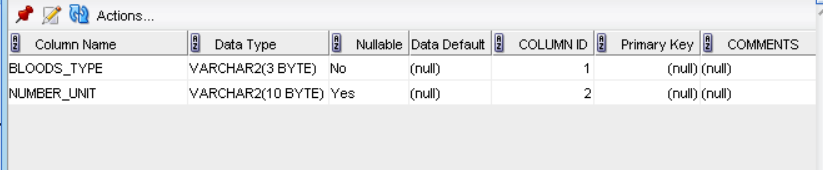 Actions...
Column Name Data Type Nullable Data Default COLUMN ID Primary Key COMMENTS
BLOODS_TYPE VARCHAR2(3 BYTE) No (null) 1 (null) (null)
NUMBER_UNIT VARCHAR2(10 BYTE) Yes (null) 2 (null) (null)